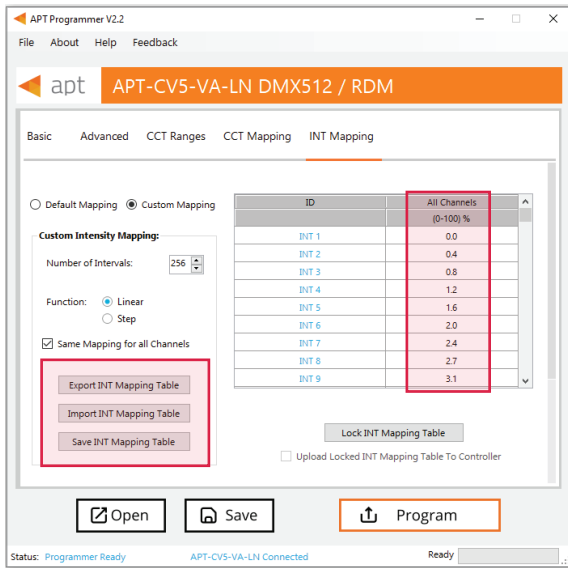 APT Programmer V2.2
File About Help Feedback
apt APT-CV5-VA-LN DMX512 / RDM
Basic Advanced CCT Ranges CCT Mapping INT Mapping
Default Mapping Custom Mapping
Custom Intensity Mapping:
Number of Intervals: 256
Function: Linear
Step
Same Mapping for all Channels
Export INT Mapping Table
Import INT Mapping Table
Save INT Mapping Table
ID All Channels
(0-100) %
INT 1 0.0
INT 2 0.4
INT 3 0.8
INT 4 1.2
INT 5 1.6
INT 6 2.0
INT 7 2.4
INT 8 2.7
INT 9 3.1
Lock INT Mapping Table
Upload Locked INT Mapping Table To Controller
Open Save Program
Status: Programmer Ready APT-CV5-VA-LN Connected Ready